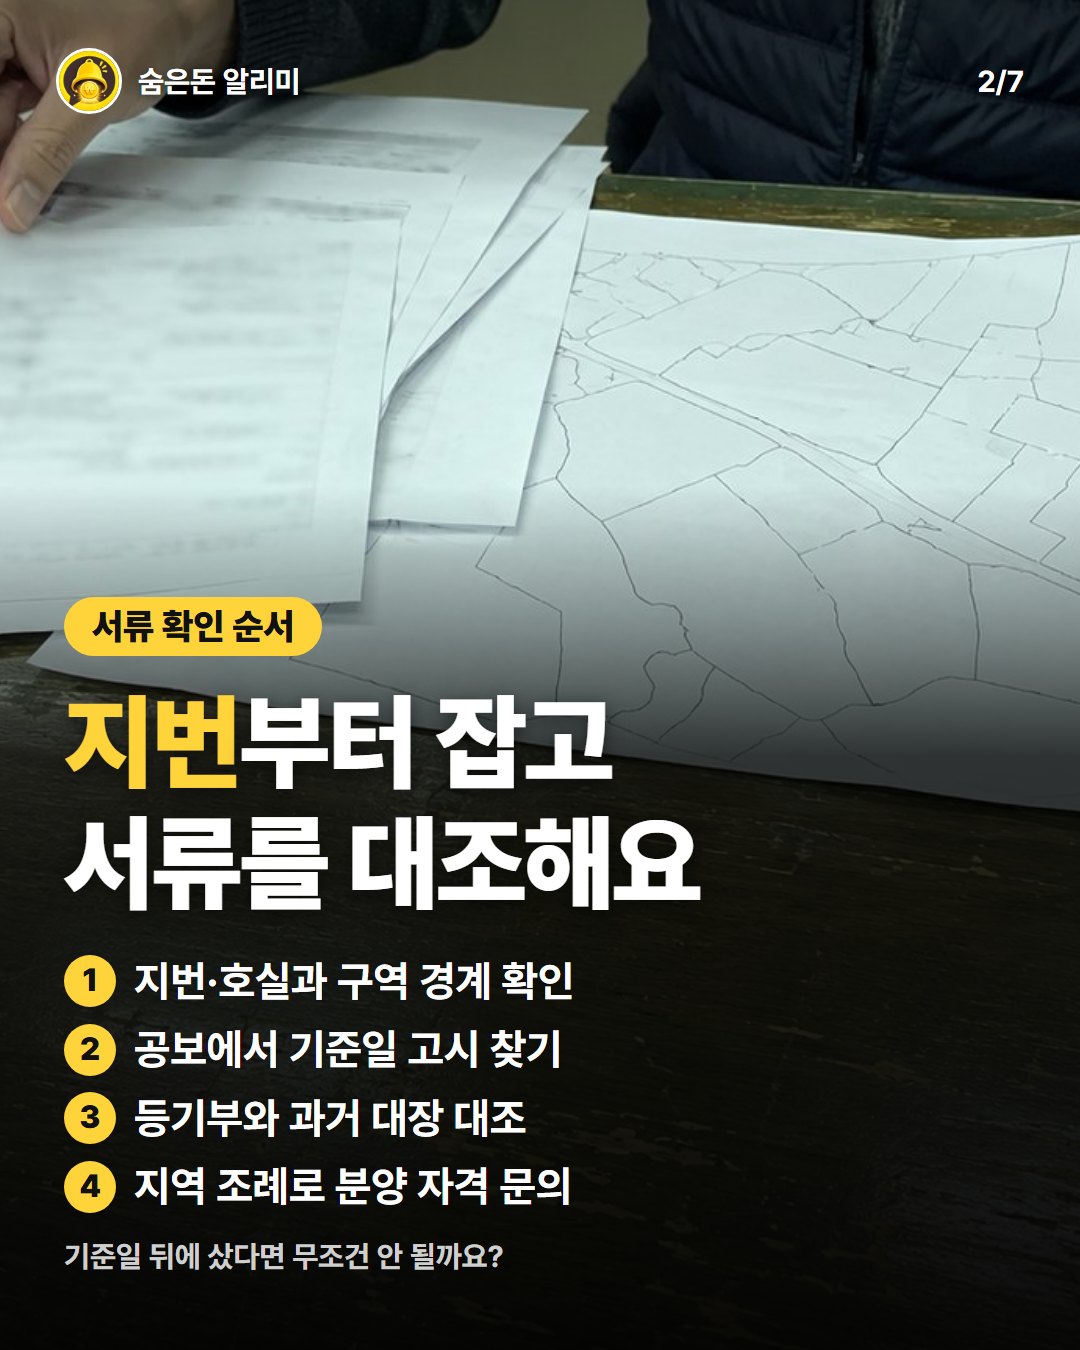 숨은돈 알리미
2/7
서류 확인 순서
지번부터 잡고
서류를 대조해요
1 지번·호실과 구역 경계 확인
2 공보에서 기준일 고시 찾기
3 등기부와 과거 대장 대조
4 지역 조례로 분양 자격 문의
기준일 뒤에 샀다면 무조건 안 될까요?